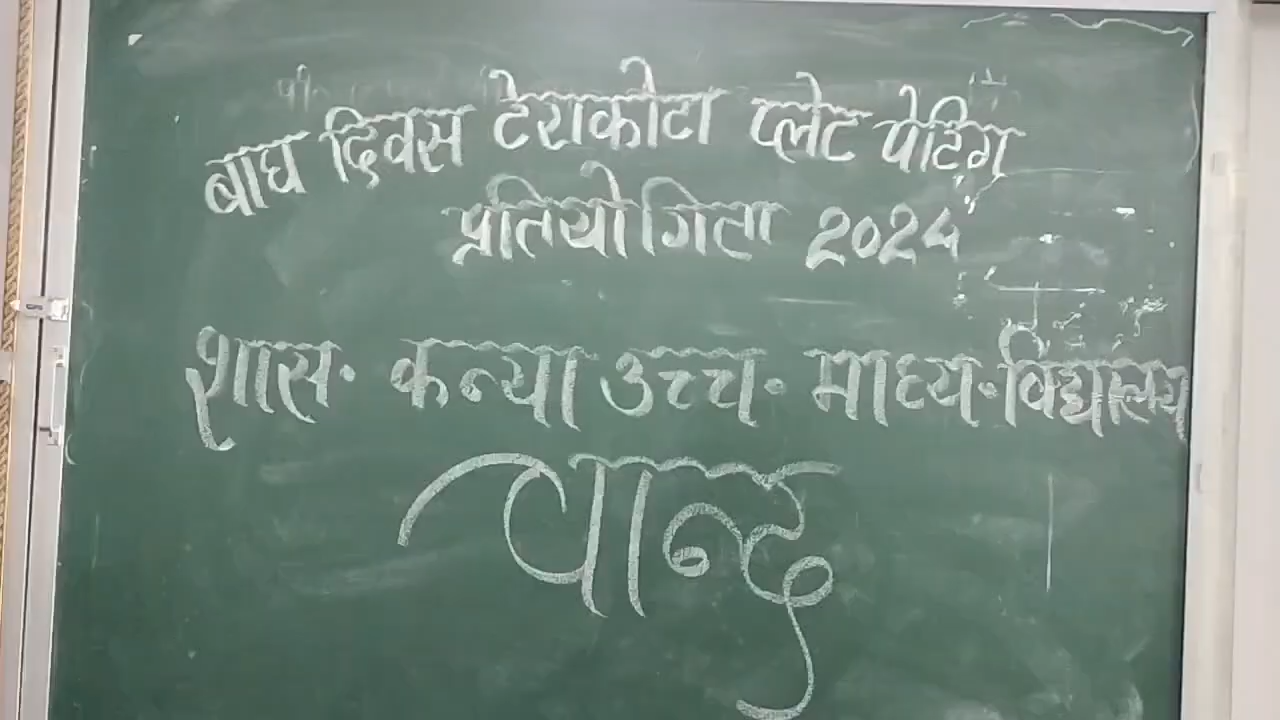 बाघ दिवस टेराकोटा प्लेट पेंटिंग
प्रतियोगिता 2024
शास. कन्या उच्च. माध्य. विद्यालय
चान्द